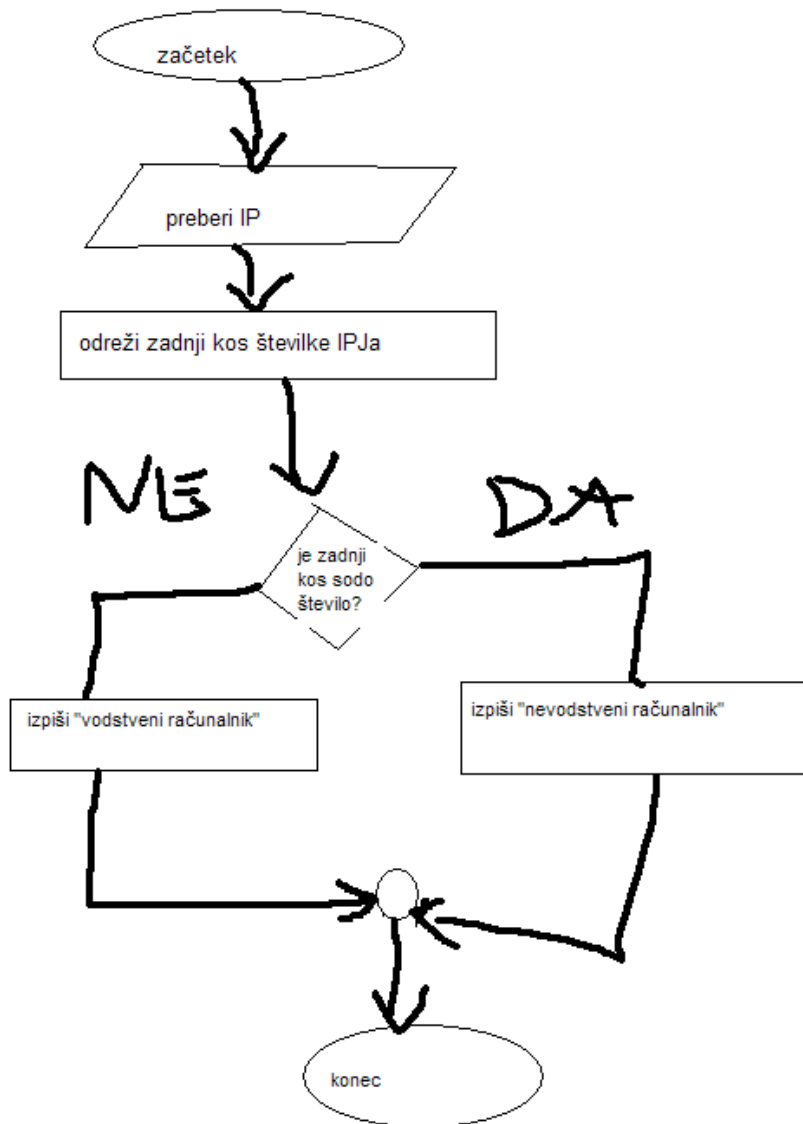 začetek
preberi IP
odreži zadnji kos številke IPJa
NE
DA
je zadnji
kos sodo
število?
izpiši "vodstveni računalnik"
izpiši "nevodstveni računalnik"
konec